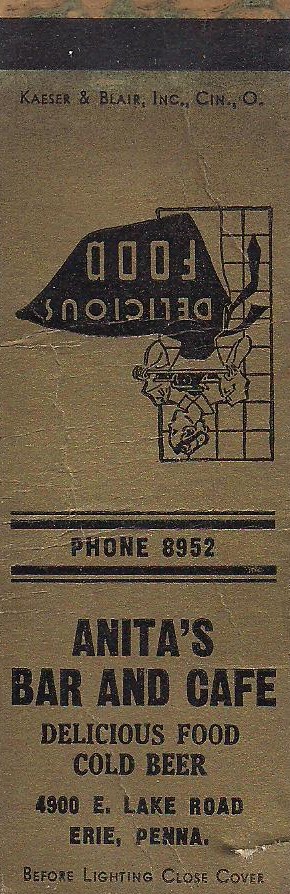 KAESER & BLAIR, INC., CIN., O.
DELICIOUS
FOOD
PHONE 8952
ANITA'S
BAR AND CAFE
DELICIOUS FOOD
COLD BEER
4900 E. LAKE ROAD
ERIE, PENNA.
BEFORE LIGHTING CLOSE COVER